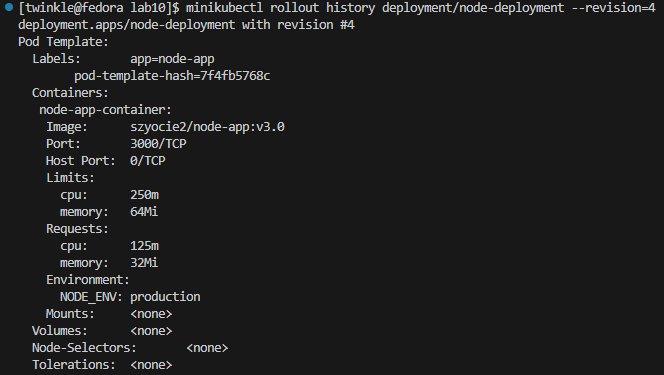 [twinkle@fedora lab10]$ minikubectl rollout history deployment/node-deployment --revision=4
deployment.apps/node-deployment with revision #4
Pod Template:
  Labels:       app=node-app
        pod-template-hash=7f4fb5768c
  Containers:
   node-app-container:
    Image:      szyocie2/node-app:v3.0
    Port:       3000/TCP
    Host Port:  0/TCP
    Limits:
      cpu:      250m
      memory:   64Mi
    Requests:
      cpu:      125m
      memory:   32Mi
    Environment:
      NODE_ENV: production
    Mounts:     <none>
  Volumes:      <none>
  Node-Selectors:       <none>
  Tolerations:  <none>